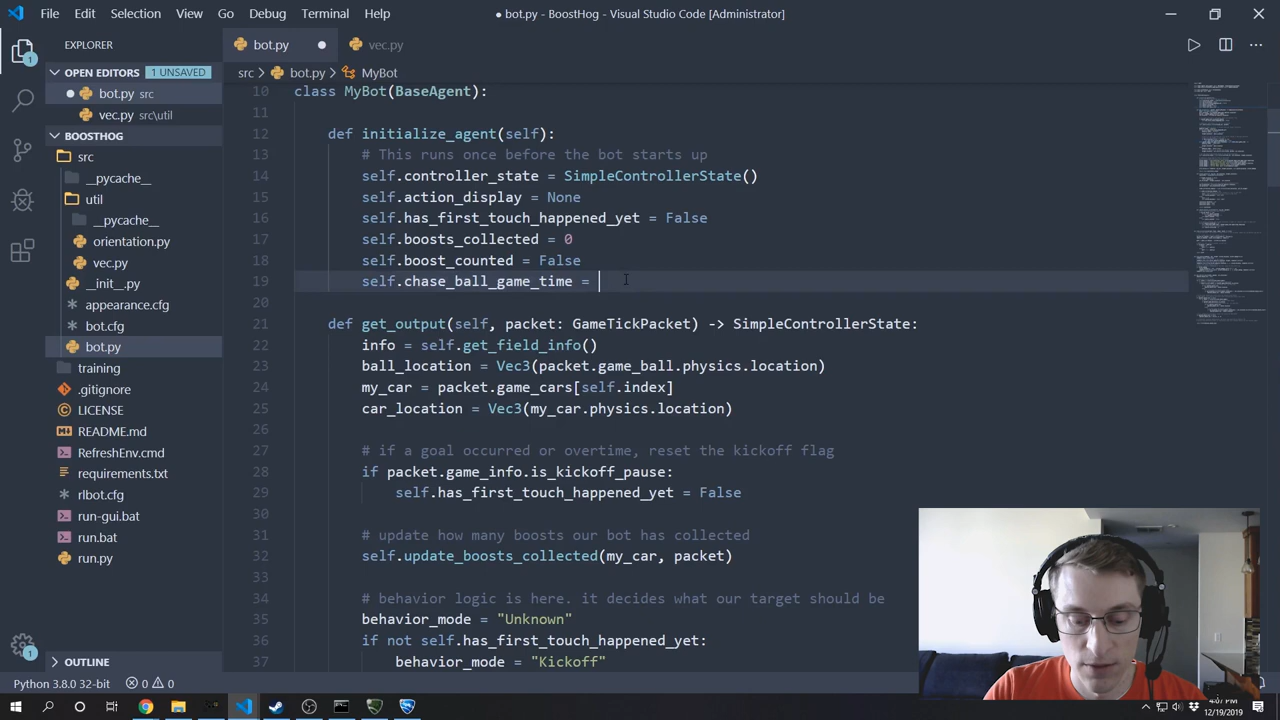 File Edit Selection View Go Debug Terminal Help
● bot.py - BoostHog - Visual Studio Code [Administrator]
EXPLORER
bot.py
vec.py
OPEN EDITORS 1 UNSAVED
src > bot.py > MyBot
bot.py src
vec.py src\util
BOOSTHOG
src
__pycache__
util
__pycache__
orientation.py
vec.py
__init__.py
appearance.cfg
bot.cfg
bot.py
training
.gitignore
LICENSE
README.md
RefreshEnv.cmd
requirements.txt
rlbot.cfg
run-gui.bat
run.bat
run.py
OUTLINE
10 class MyBot(BaseAgent):
11
12 def initialize_agent(self):
13 # This runs once before the bot starts up
14 self.controller_state = SimpleControllerState()
15 self.action_display = None
16 self.has_first_touch_happened_yet = False
17 self.boosts_collected = 0
18 self.boost_counter = False
19 self.chase_ball_game_time =
20
21 def get_output(self, packet: GameTickPacket) -> SimpleControllerState:
22 info = self.get_field_info()
23 ball_location = Vec3(packet.game_ball.physics.location)
24 my_car = packet.game_cars[self.index]
25 car_location = Vec3(my_car.physics.location)
26
27 # if a goal occurred or overtime, reset the kickoff flag
28 if packet.game_info.is_kickoff_pause:
29 self.has_first_touch_happened_yet = False
30
31 # update how many boosts our bot has collected
32 self.update_boosts_collected(my_car, packet)
33
34 # behavior logic is here. it decides what our target should be
35 behavior_mode = "Unknown"
36 if not self.has_first_touch_happened_yet:
37 behavior_mode = "Kickoff"
Python 3.8.0 32-bit 0 0
4:07 PM
12/19/2019